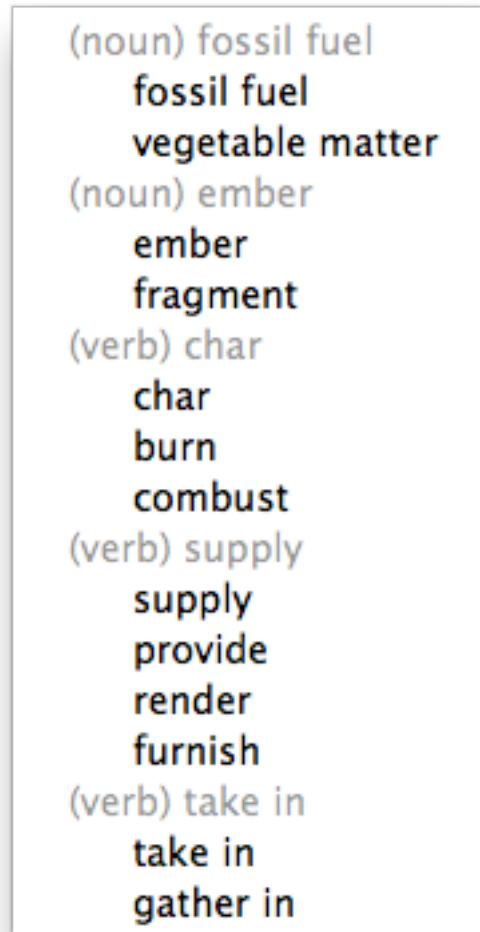 (noun) fossil fuel
fossil fuel
vegetable matter
(noun) ember
ember
fragment
(verb) char
char
burn
combust
(verb) supply
supply
provide
render
furnish
(verb) take in
take in
gather in